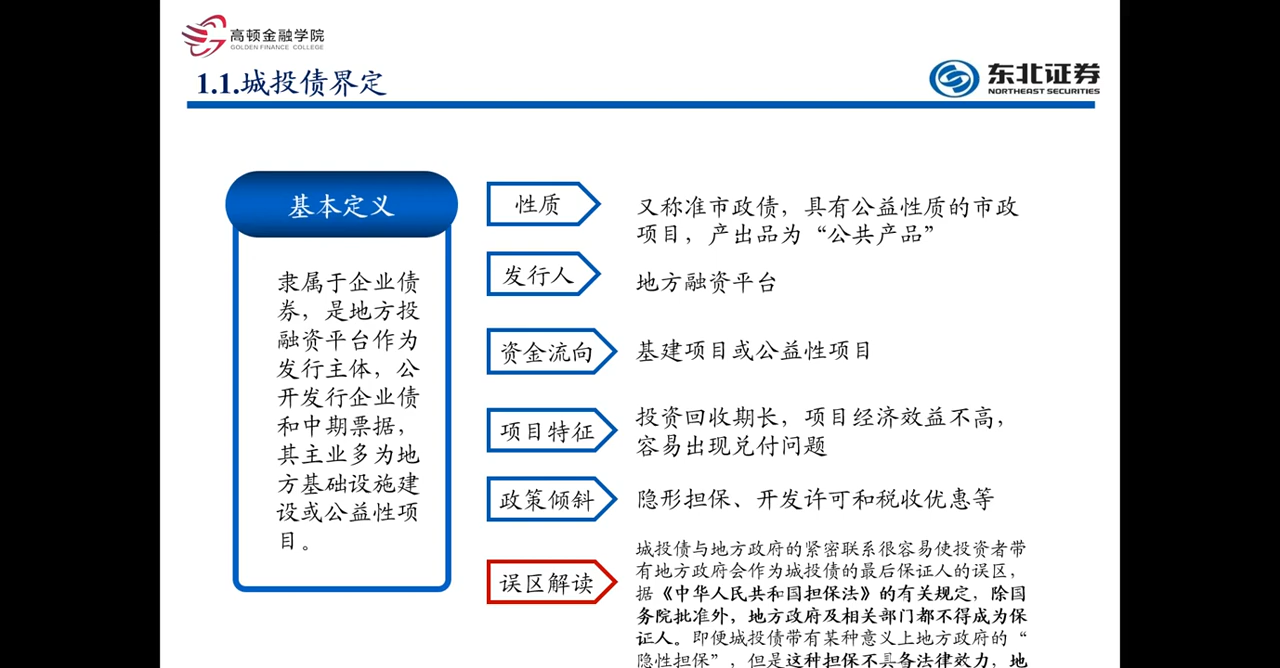 高顿金融学院
GOLDEN FINANCE COLLEGE
1.1.城投债界定
东北证券
NORTHEAST SECURITIES
基本定义
隶属于企业债
券，是地方投
融资平台作为
发行主体，公
开发行企业债
和中期票据，
其主业多为地
方基础设施建
设或公益性项
目。
性质
又称准市政债，具有公益性质的市政
项目，产出品为“公共产品”
发行人
地方融资平台
资金流向
基建项目或公益性项目
项目特征
投资回收期长，项目经济效益不高，
容易出现兑付问题
政策倾斜
隐形担保、开发许可和税收优惠等
误区解读
城投债与地方政府的紧密联系很容易使投资者带
有地方政府会作为城投债的最后保证人的误区，
据《中华人民共和国担保法》的有关规定，除国
务院批准外，地方政府及相关部门都不得成为保
证人。即便城投债带有某种意义上地方政府的“
隐性担保”，但是这种担保不具备法律效力，地